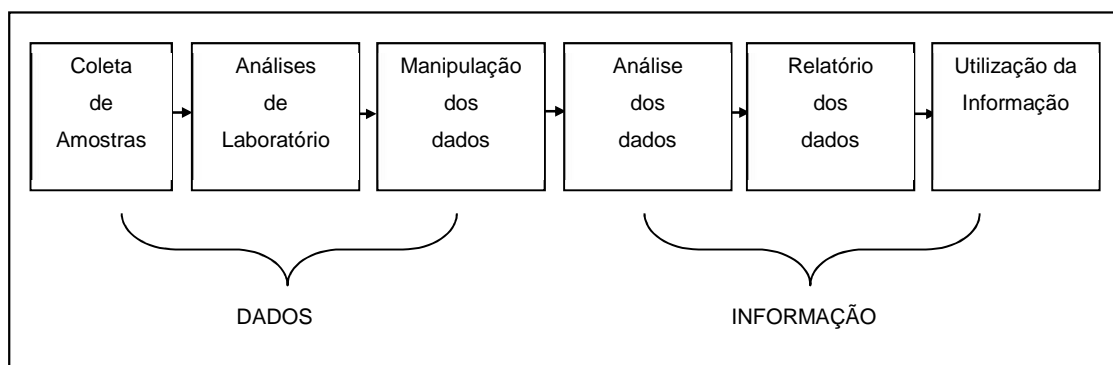 Coleta
de
Amostras
Análises
de
Laboratório
Manipulação
dos
dados
Análise
dos
dados
Relatório
dos
dados
Utilização da
Informação
DADOS
INFORMAÇÃO